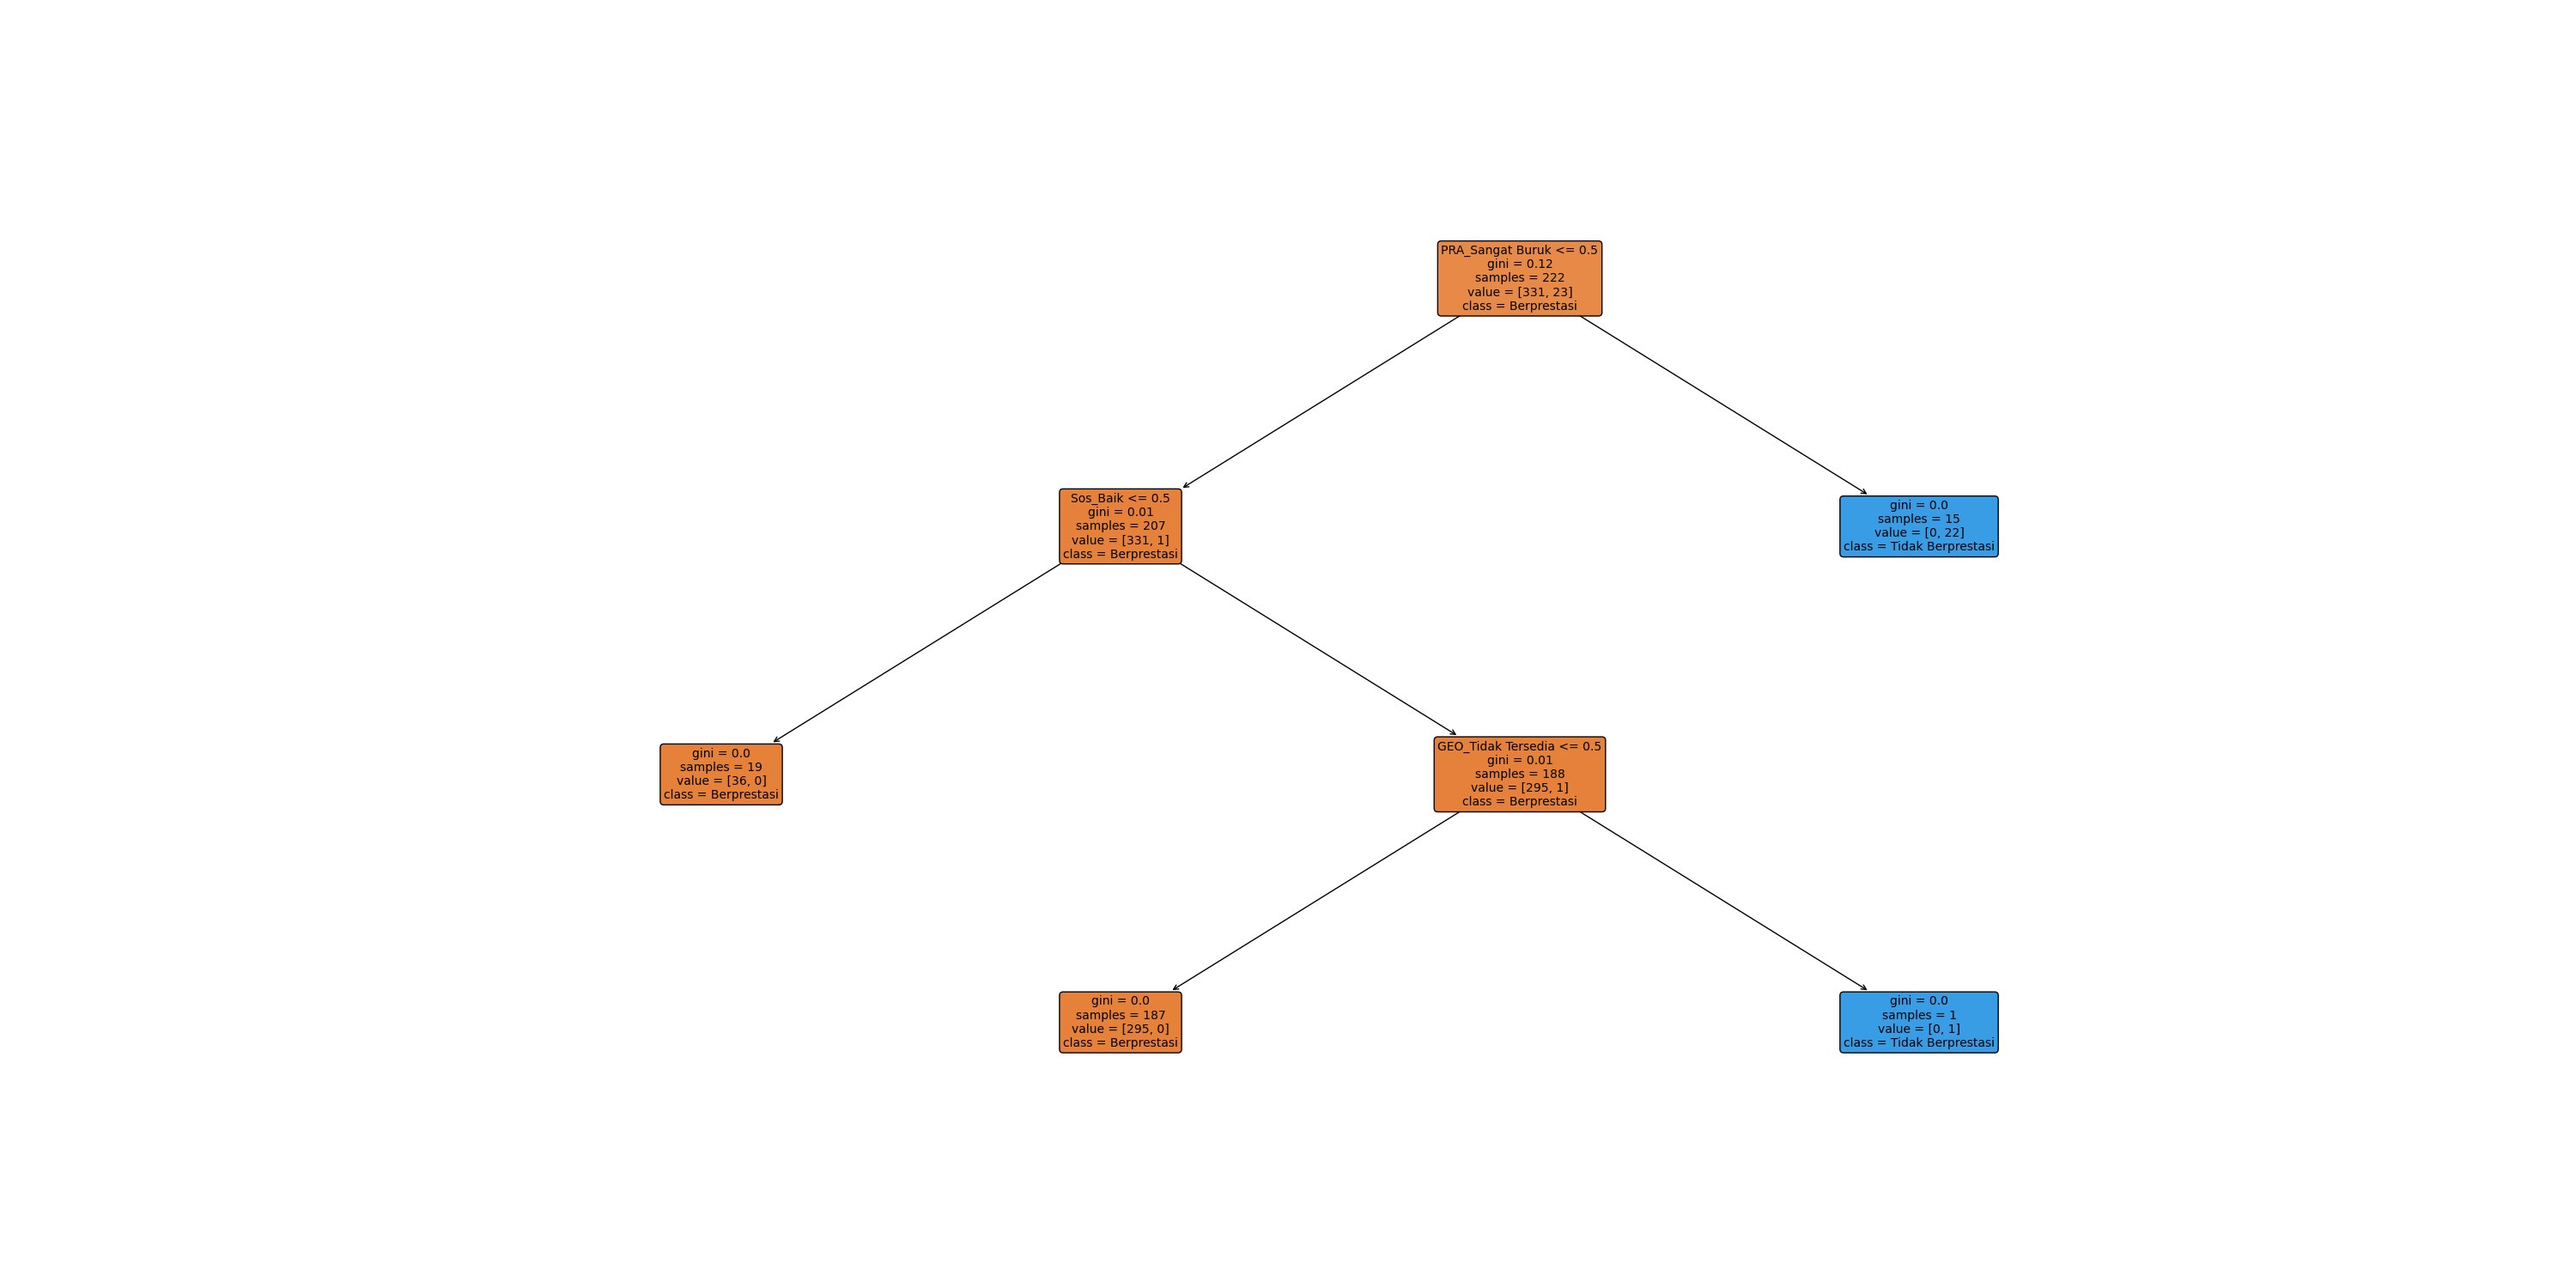 PRA_Sangat Buruk <= 0.5
gini = 0.12
samples = 222
value = [331, 23]
class = Berprestasi
Sos_Baik <= 0.5
gini = 0.01
samples = 207
value = [331, 1]
class = Berprestasi
gini = 0.0
samples = 15
value = [0, 22]
class = Tidak Berprestasi
gini = 0.0
samples = 19
value = [36, 0]
class = Berprestasi
GEO_Tidak Tersedia <= 0.5
gini = 0.01
samples = 188
value = [295, 1]
class = Berprestasi
gini = 0.0
samples = 187
value = [295, 0]
class = Berprestasi
gini = 0.0
samples = 1
value = [0, 1]
class = Tidak Berprestasi